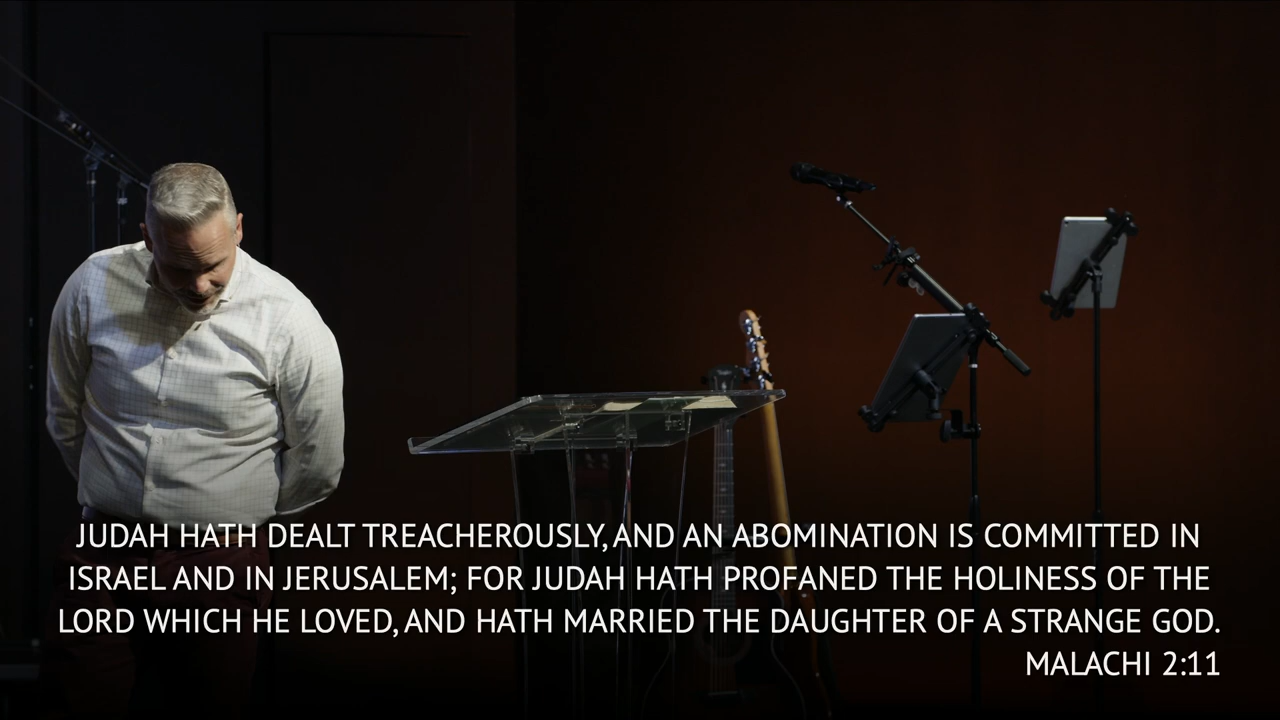 JUDAH HATH DEALT TREACHEROUSLY, AND AN ABOMINATION IS COMMITTED IN
ISRAEL AND IN JERUSALEM; FOR JUDAH HATH PROFANED THE HOLINESS OF THE
LORD WHICH HE LOVED, AND HATH MARRIED THE DAUGHTER OF A STRANGE GOD.
MALACHI 2:11